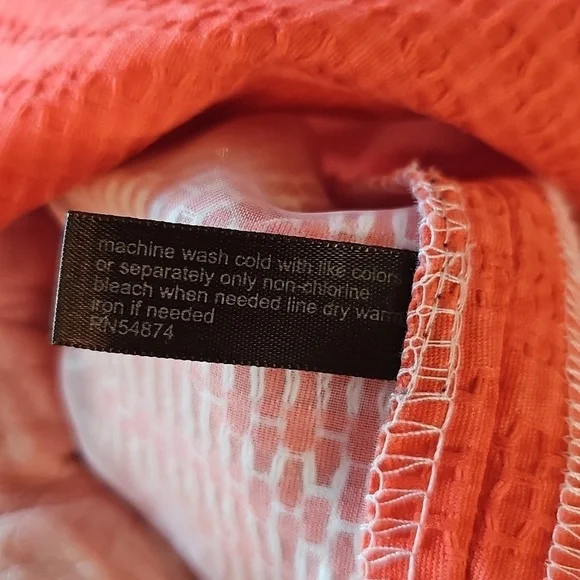 machine wash cold with like colors
or separately only non-chlorine
bleach when needed line dry warm
iron if needed
RN54874